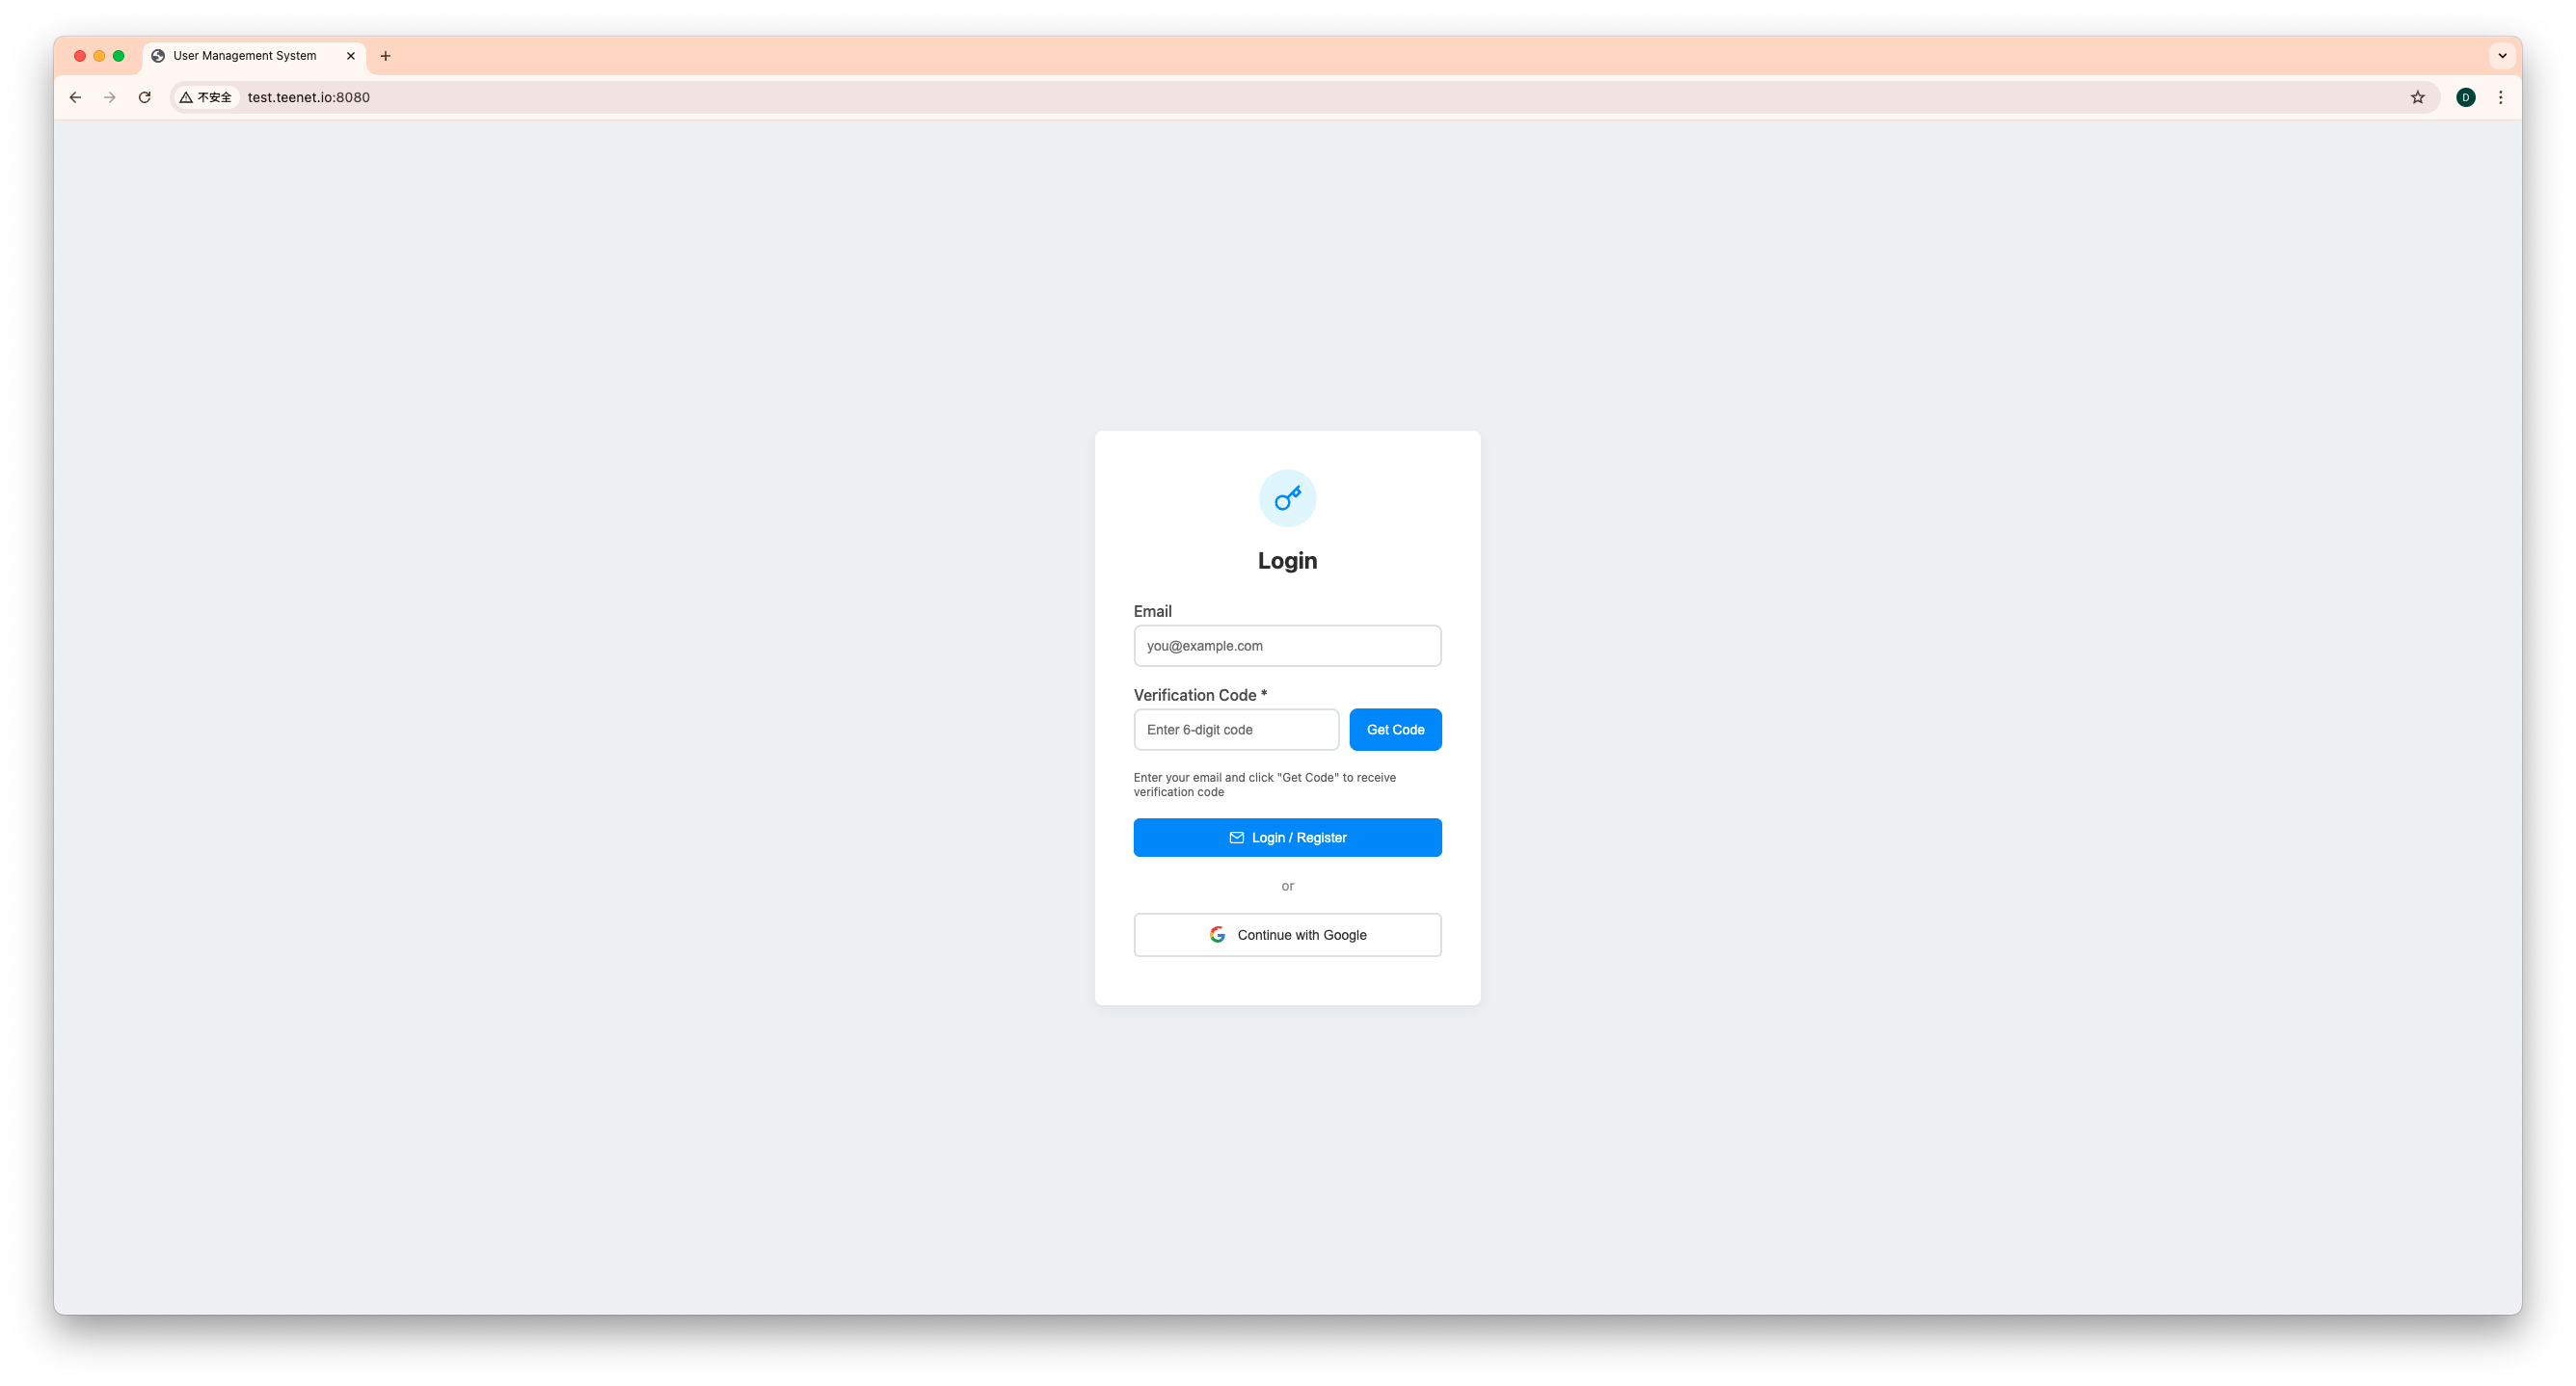 User Management System
不安全
test.teenet.io:8080
D
Login
Email
you@example.com
Verification Code *
Enter 6-digit code
Get Code
Enter your email and click "Get Code" to receive
verification code
Login / Register
or
Continue with Google